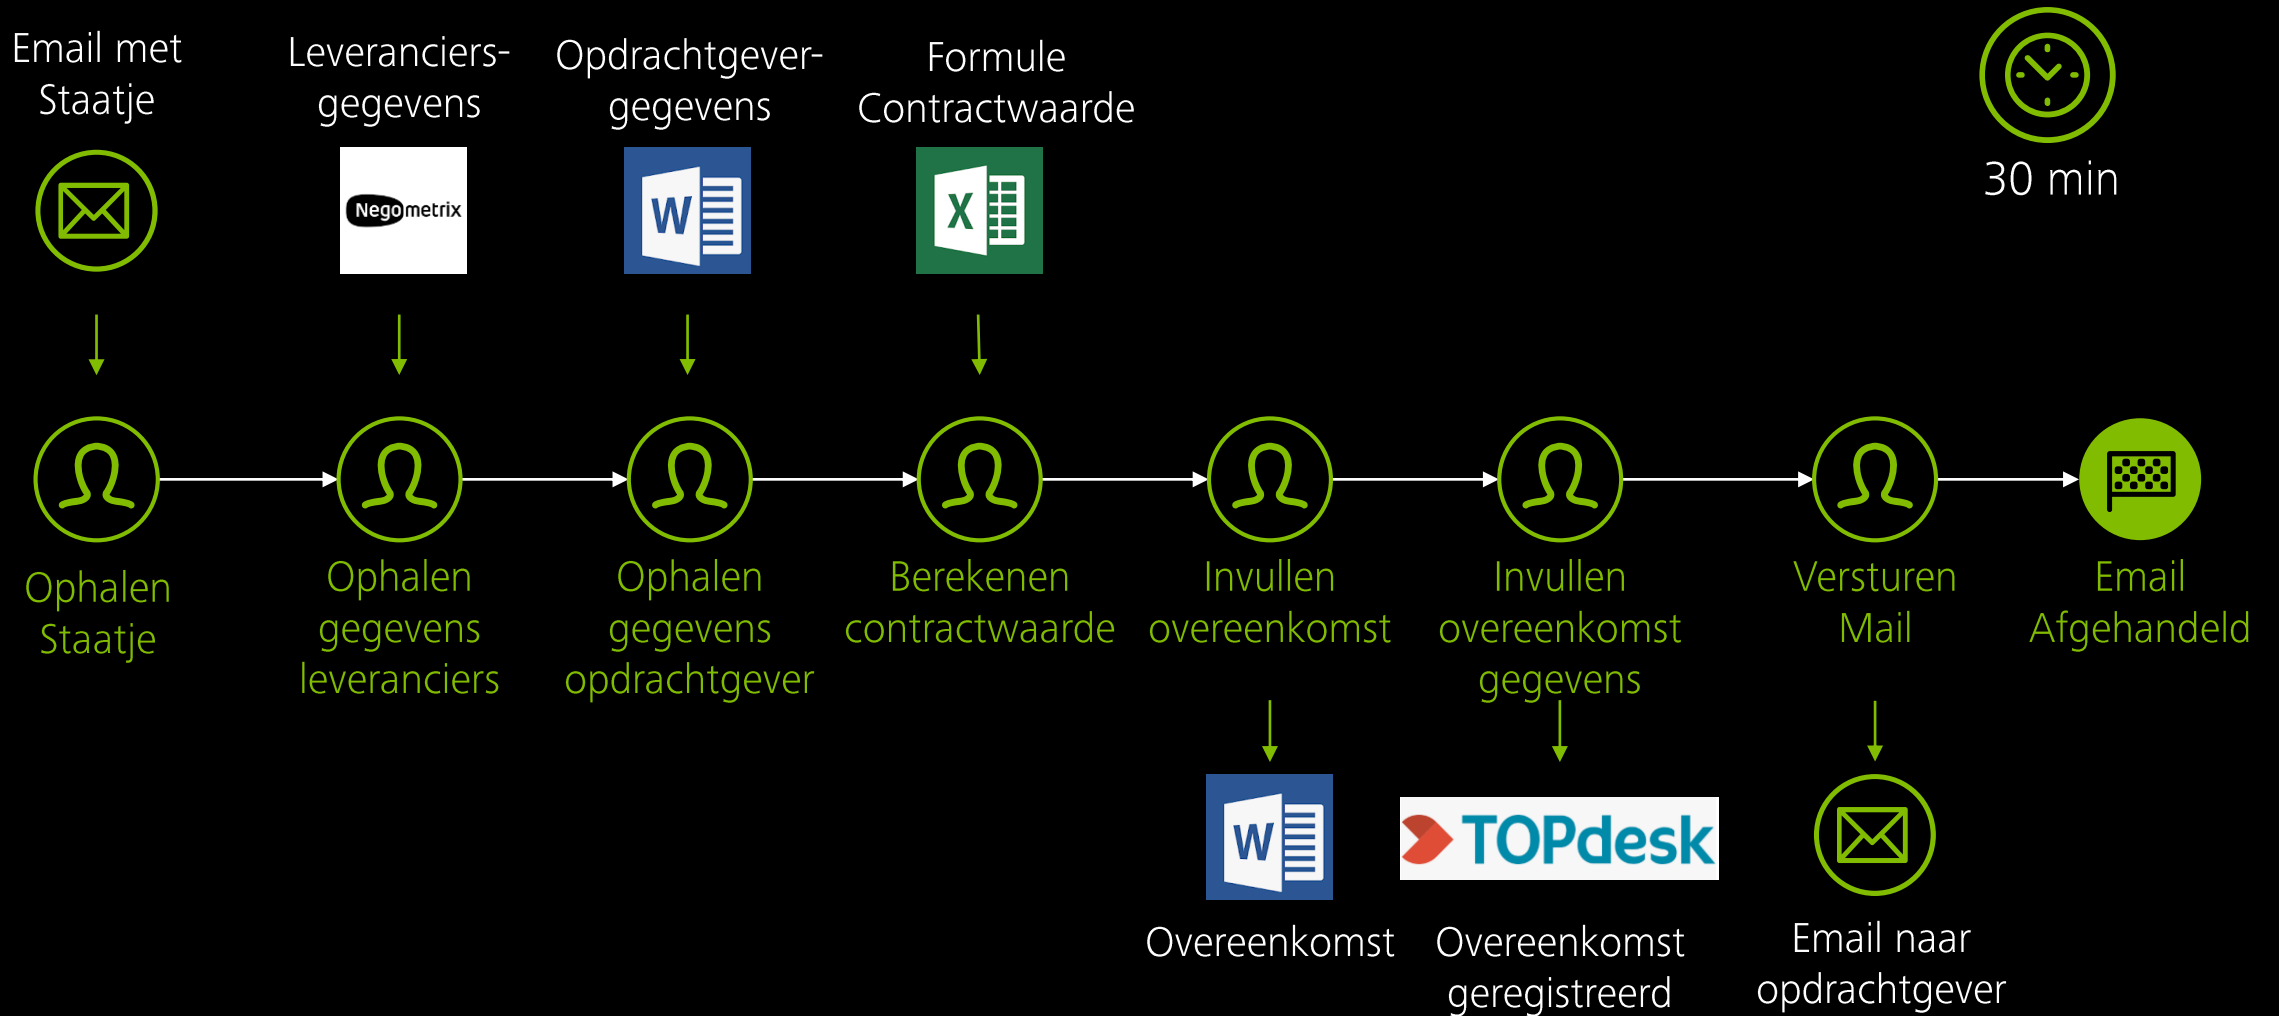 Email met
Staatje
Leveranciers-
gegevens
Opdrachtgever-
gegevens
Formule
Contractwaarde
30 min
Negometrix
W
X
Ophalen
Staatje
Ophalen
gegevens
leveranciers
Ophalen
gegevens
opdrachtgever
Berekenen
contractwaarde
Invullen
overeenkomst
Invullen
overeenkomst
gegevens
Versturen
Mail
Email
Afgehandeld
W
TOPdesk
Overeenkomst
Overeenkomst
geregistreerd
Email naar
opdrachtgever